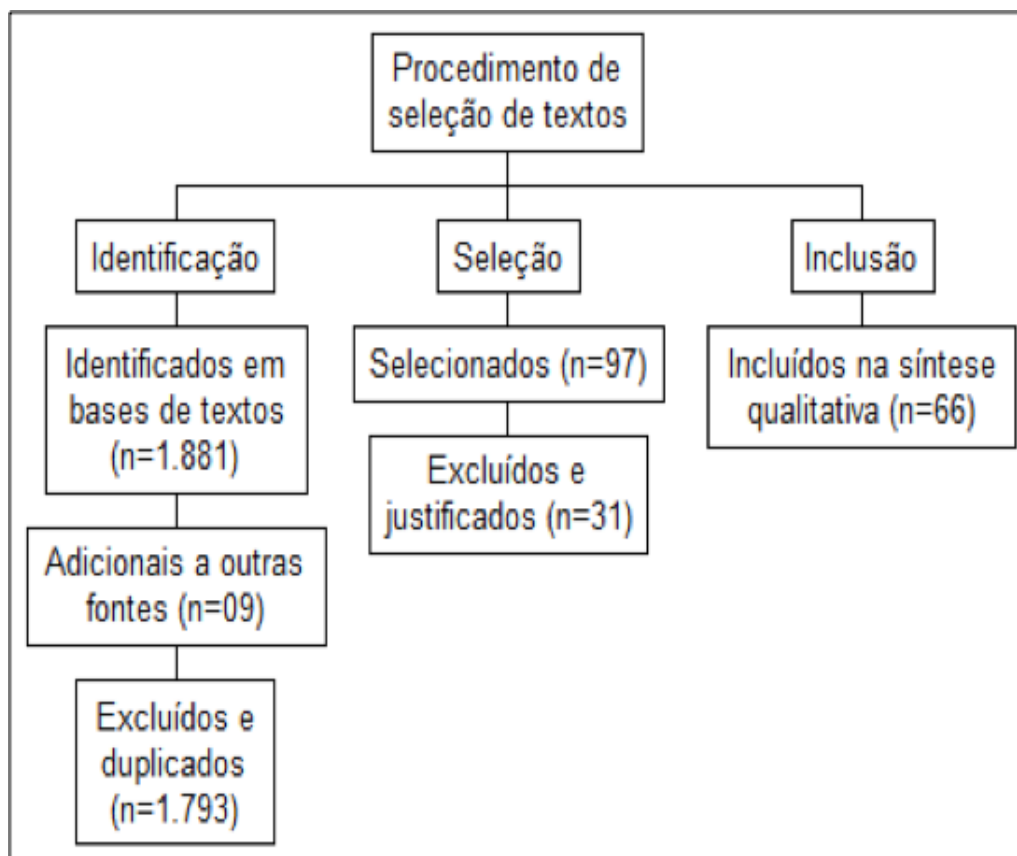 Procedimento de
seleção de textos
Identificação
Identificados em
bases de textos
(n=1.881)
Adicionais a outras
fontes (n=09)
Excluídos e
duplicados
(n=1.793)
Seleção
Selecionados (n=97)
Excluídos e
justificados (n=31)
Inclusão
Incluídos na síntese
qualitativa (n=66)